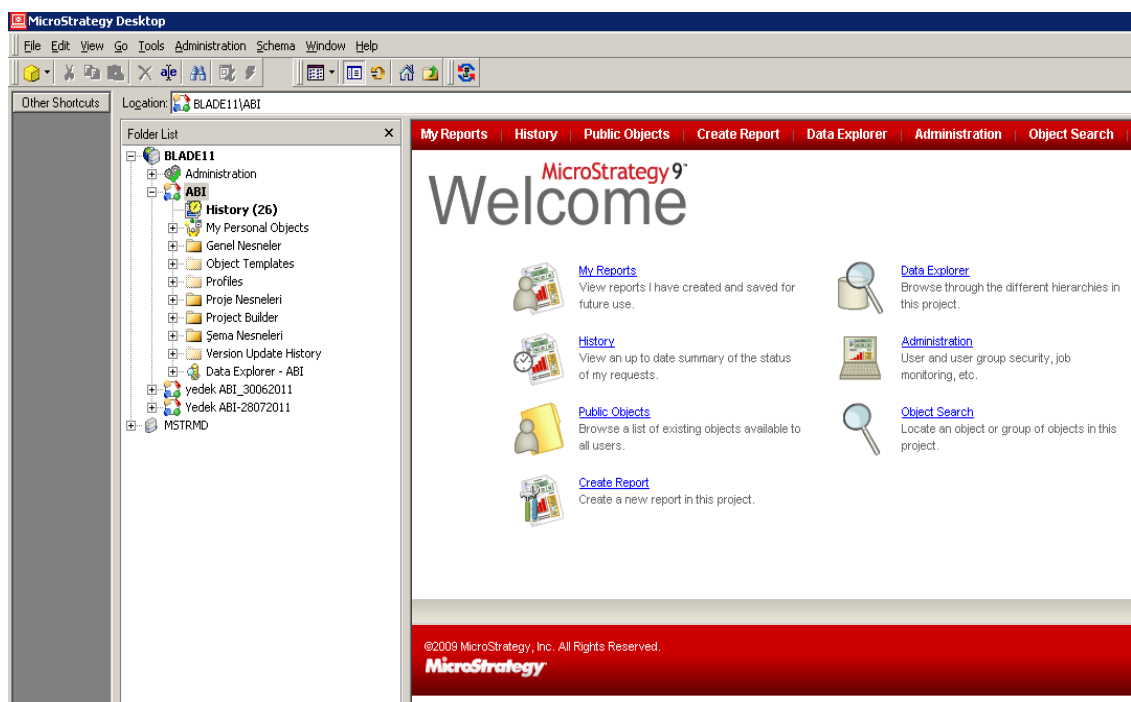 MicroStrategy Desktop
File Edit View Go Tools Administration Schema Window Help
Other Shortcuts
Location: BLADE11\ABI
Folder List
BLADE11
Administration
ABI
History (26)
My Personal Objects
Genel Nesneler
Object Templates
Profiles
Proje Nesneleri
Project Builder
Şema Nesneleri
Version Update History
Data Explorer - ABI
yedek ABI_30062011
Yedek ABI-28072011
MSTRMD
My Reports | History | Public Objects | Create Report | Data Explorer | Administration | Object Search |
MicroStrategy 9™
Welcome
My Reports
View reports I have created and saved for
future use.
History
View an up to date summary of the status
of my requests.
Public Objects
Browse a list of existing objects available to
all users.
Create Report
Create a new report in this project.
Data Explorer
Browse through the different hierarchies in
this project.
Administration
User and user group security, job
monitoring, etc.
Object Search
Locate an object or group of objects in this
project.
©2009 MicroStrategy, Inc. All Rights Reserved.
MicroStrategy